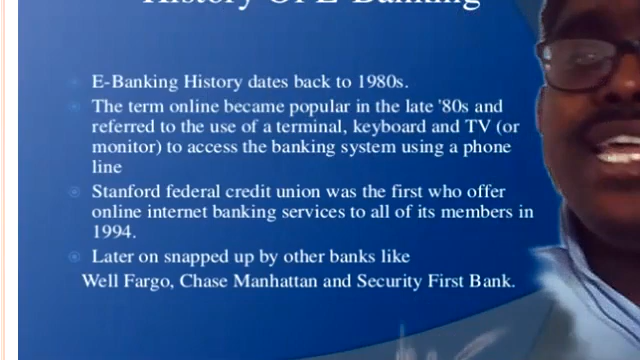 History Of E-Banking
E-Banking History dates back to 1980s.
The term online became popular in the late '80s and
referred to the use of a terminal, keyboard and TV (or
monitor) to access the banking system using a phone
line
Stanford federal credit union was the first who offer
online internet banking services to all of its members in
1994.
Later on snapped up by other banks like
Well Fargo, Chase Manhattan and Security First Bank.